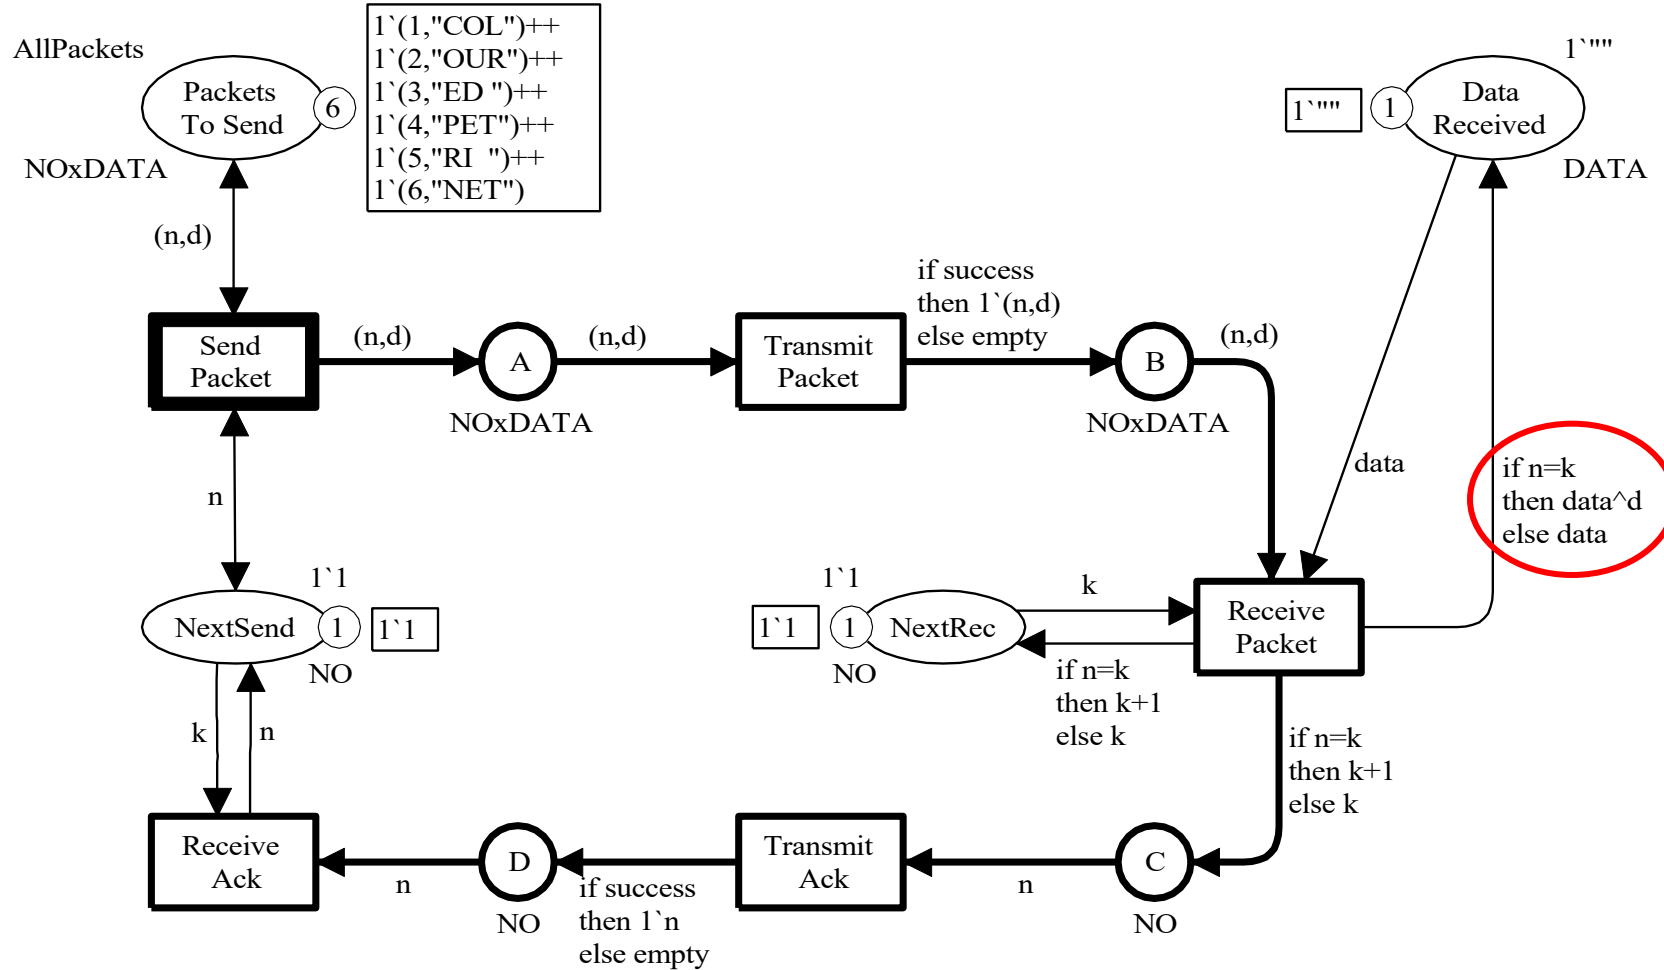 AllPackets
Packets
To Send
6
1`(1,"COL")++
1`(2,"OUR")++
1`(3,"ED ")++
1`(4,"PET")++
1`(5,"RI  ")++
1`(6,"NET")
NOxDATA
1`""
1`""
1
Data
Received
DATA
(n,d)
Send
Packet
(n,d)
A
NOxDATA
(n,d)
Transmit
Packet
if success
then 1`(n,d)
else empty
B
NOxDATA
(n,d)
data
if n=k
then data^d
else data
n
1`1
NextSend
1
1`1
NO
1`1
1`1
1
NextRec
NO
k
if n=k
then k+1
else k
Receive
Packet
k
n
if n=k
then k+1
else k
Receive
Ack
n
D
NO
if success
then 1`n
else empty
Transmit
Ack
n
C
NO